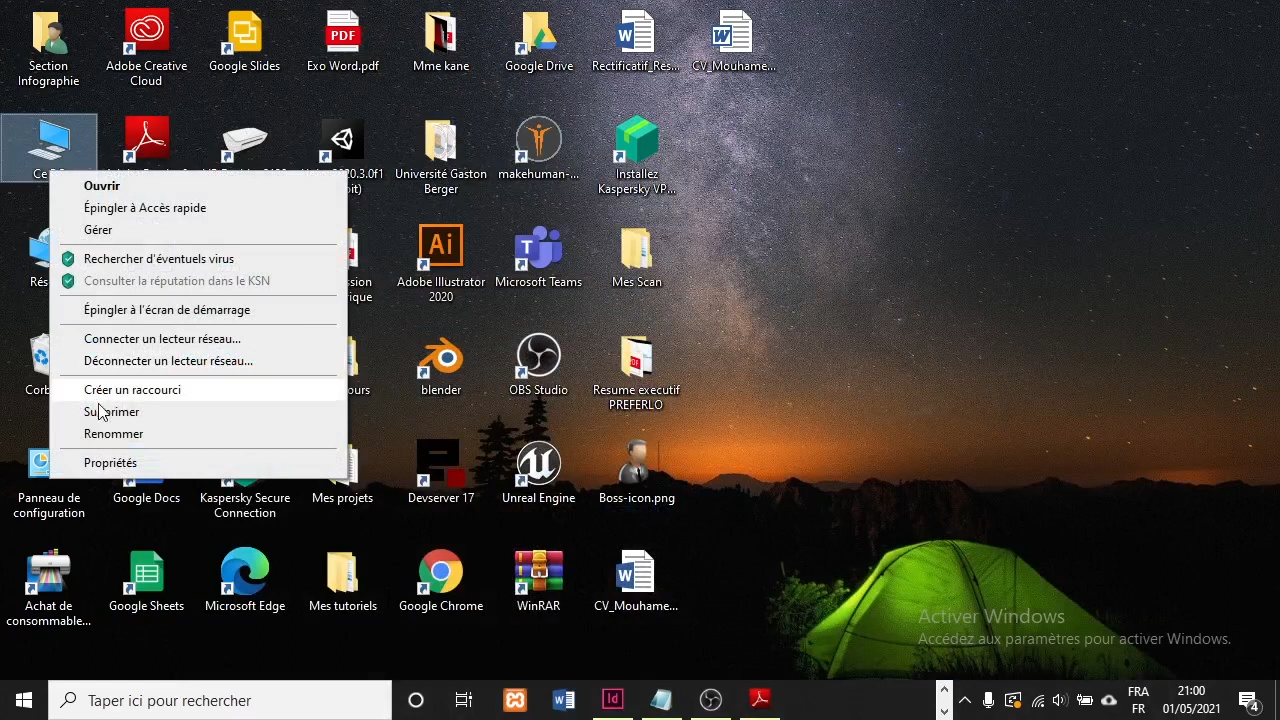 Gestion
Infographie
Adobe Creative
Cloud
Google Slides
PDF
Exo Word.pdf
Mme kane
Google Drive
Rectificatif_Res...
CV_Mouhame...
Université Gaston
Berger
makehuman-...
Installez
Kaspersky VP...
Ouvrir
Épingler à Accès rapide
Gérer
Rechercher d'éventuels virus
Consulter la réputation dans le KSN
Épingler à l'écran de démarrage
Connecter un lecteur réseau...
Déconnecter un lecteur réseau...
Créer un raccourci
Supprimer
Renommer
Propriétés
Ai
Adobe Illustrator
2020
Microsoft Teams
Mes Scan
blender
OBS Studio
Resume executif
PREFERLO
Panneau de
configuration
Google Docs
Kaspersky Secure
Connection
Mes projets
Devserver 17
Unreal Engine
Boss-icon.png
Achat de
consommable...
Google Sheets
Microsoft Edge
Mes tutoriels
Google Chrome
WinRAR
CV_Mouhame...
Activer Windows
Accédez aux paramètres pour activer Windows.
Taper ici pour rechercher
Id
FRA
FR
21:00
01/05/2021
4